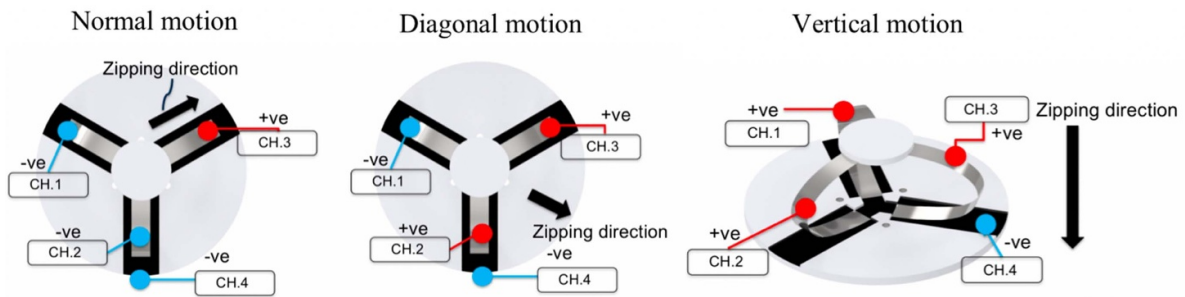 Normal motion
Zipping direction
+ve
CH.3
-ve
CH.1
-ve
CH.2
-ve
CH.4
Diagonal motion
+ve
CH.3
-ve
CH.1
+ve
CH.2
Zipping direction
-ve
CH.4
Vertical motion
+ve
CH.1
CH.3
+ve
Zipping direction
+ve
CH.2
-ve
CH.4